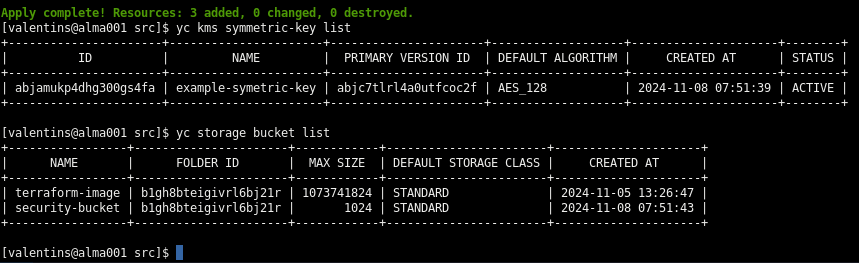 Apply complete! Resources: 3 added, 0 changed, 0 destroyed.
[valentins@alma001 src]$ yc kms symmetric-key list
+----------------------+----------------------+----------------------+-------------------+---------------------+--------+
|          ID          |         NAME         |  PRIMARY VERSION ID  | DEFAULT ALGORITHM |     CREATED AT      | STATUS |
+----------------------+----------------------+----------------------+-------------------+---------------------+--------+
| abjamukp4dhg300gs4fa | example-symetric-key | abjc7tlrl4a0utfcoc2f | AES_128           | 2024-11-08 07:51:39 | ACTIVE |
+----------------------+----------------------+----------------------+-------------------+---------------------+--------+
[valentins@alma001 src]$ yc storage bucket list
+-----------------+----------------------+------------+-----------------------+---------------------+
|      NAME       |      FOLDER ID       |  MAX SIZE  | DEFAULT STORAGE CLASS |     CREATED AT      |
+-----------------+----------------------+------------+-----------------------+---------------------+
| terraform-image | b1gh8bteigivrl6bj21r | 1073741824 | STANDARD              | 2024-11-05 13:26:47 |
| security-bucket | b1gh8bteigivrl6bj21r |       1024 | STANDARD              | 2024-11-08 07:51:43 |
+-----------------+----------------------+------------+-----------------------+---------------------+
[valentins@alma001 src]$